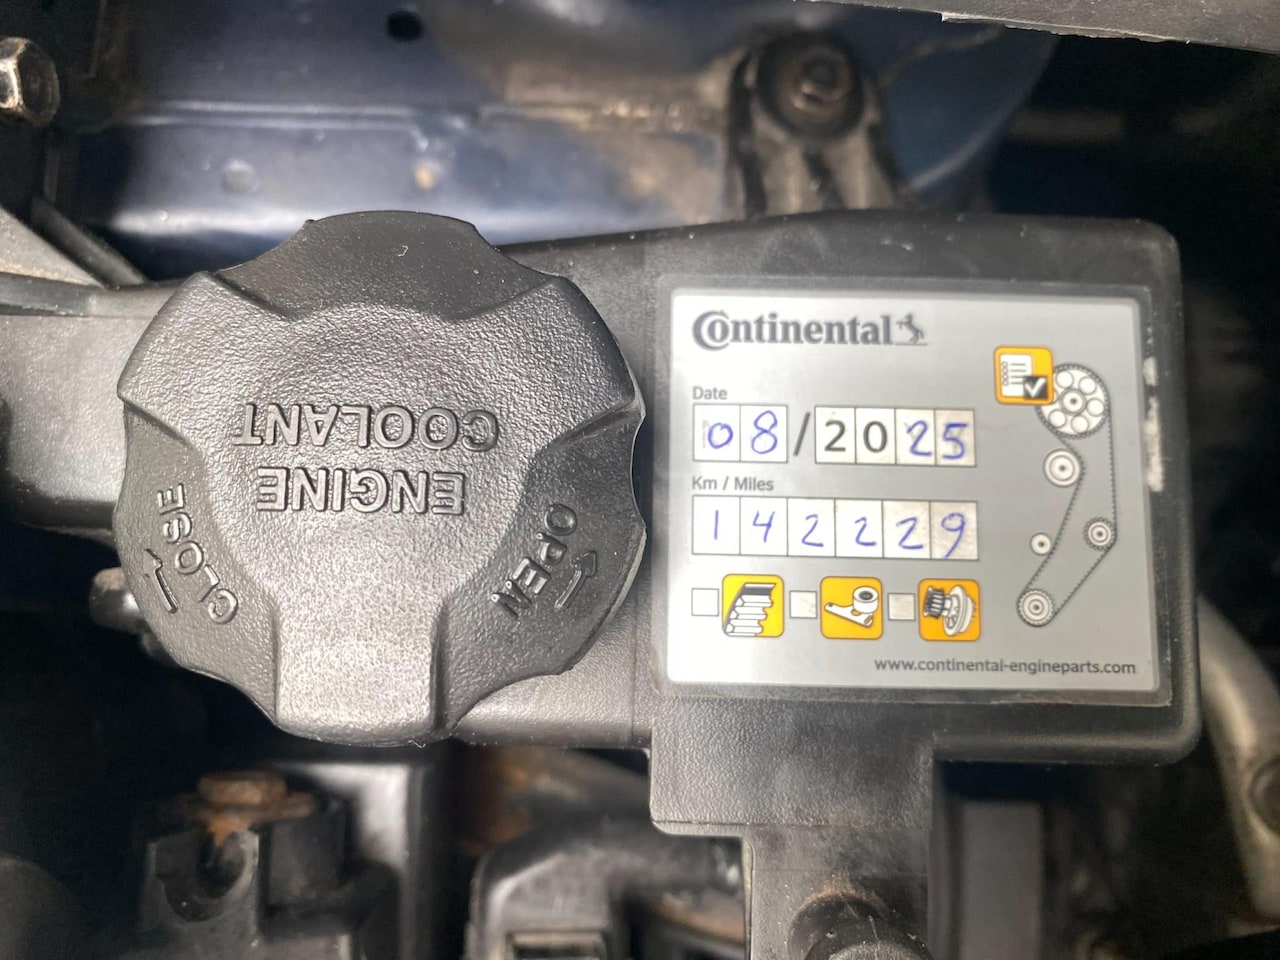 ENGINE
COOLANT
CLOSE
OPEN
Continental
Date
08/2025
Km / Miles
142229
www.continental-engineparts.com